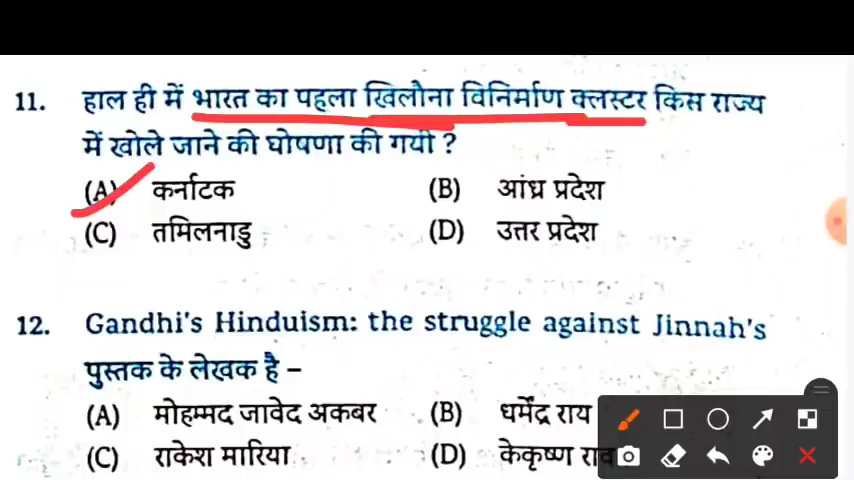 11. हाल ही में भारत का पहला खिलौना विनिर्माण क्लस्टर किस राज्य
में खोले जाने की घोषणा की गयी ?
(A) कर्नाटक (B) आंध्र प्रदेश
(C) तमिलनाडु (D) उत्तर प्रदेश
12. Gandhi's Hinduism: the struggle against Jinnah's
पुस्तक के लेखक है –
(A) मोहम्मद जावेद अकबर (B) धर्मेंद्र राय
(C) राकेश मारिया (D) केकृष्ण राव